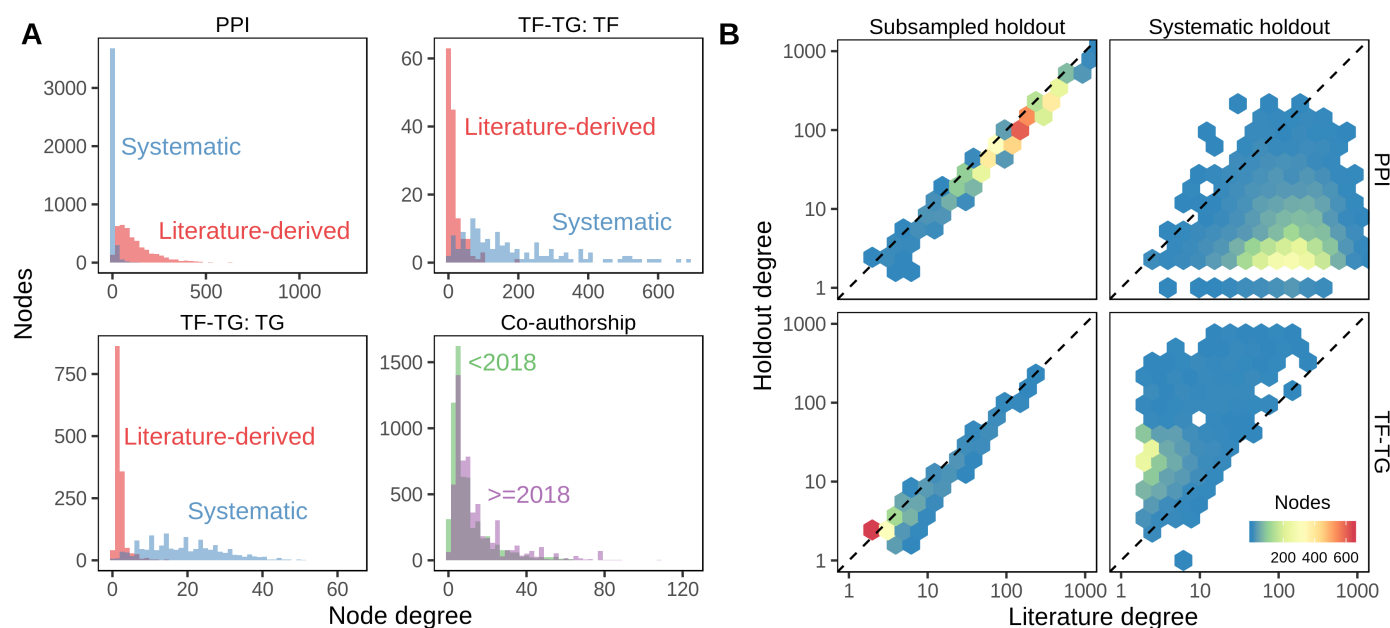 A
PPI
TF-TG: TF
Nodes
3000
2000
1000
0
Systematic
Literature-derived
0
500
1000
60
40
20
0
Literature-derived
Systematic
0
200
400
600
TF-TG: TG
Co-authorship
750
500
250
0
Literature-derived
Systematic
0
20
40
60
1500
1000
500
0
<2018
>=2018
0
40
80
120
Node degree
B
Subsampled holdout
Systematic holdout
Holdout degree
1000
100
10
1
PPI
1000
100
10
1
TF-TG
Nodes
200 400 600
1
10
100
1000
1
10
100
1000
Literature degree